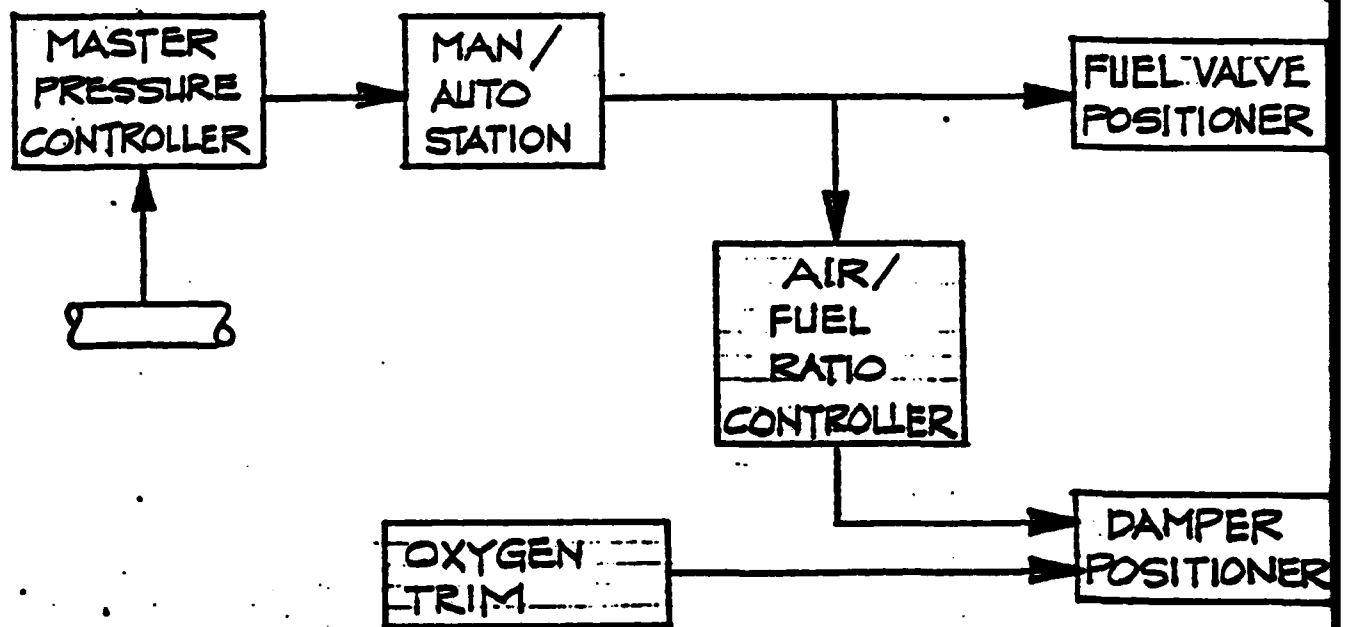 MASTER
PRESSURE
CONTROLLER
MAN/
AUTO
STATION
FUEL VALVE
POSITIONER
AIR/
FUEL
RATIO
CONTROLLER
OXYGEN
TRIM
DAMPER
POSITIONER